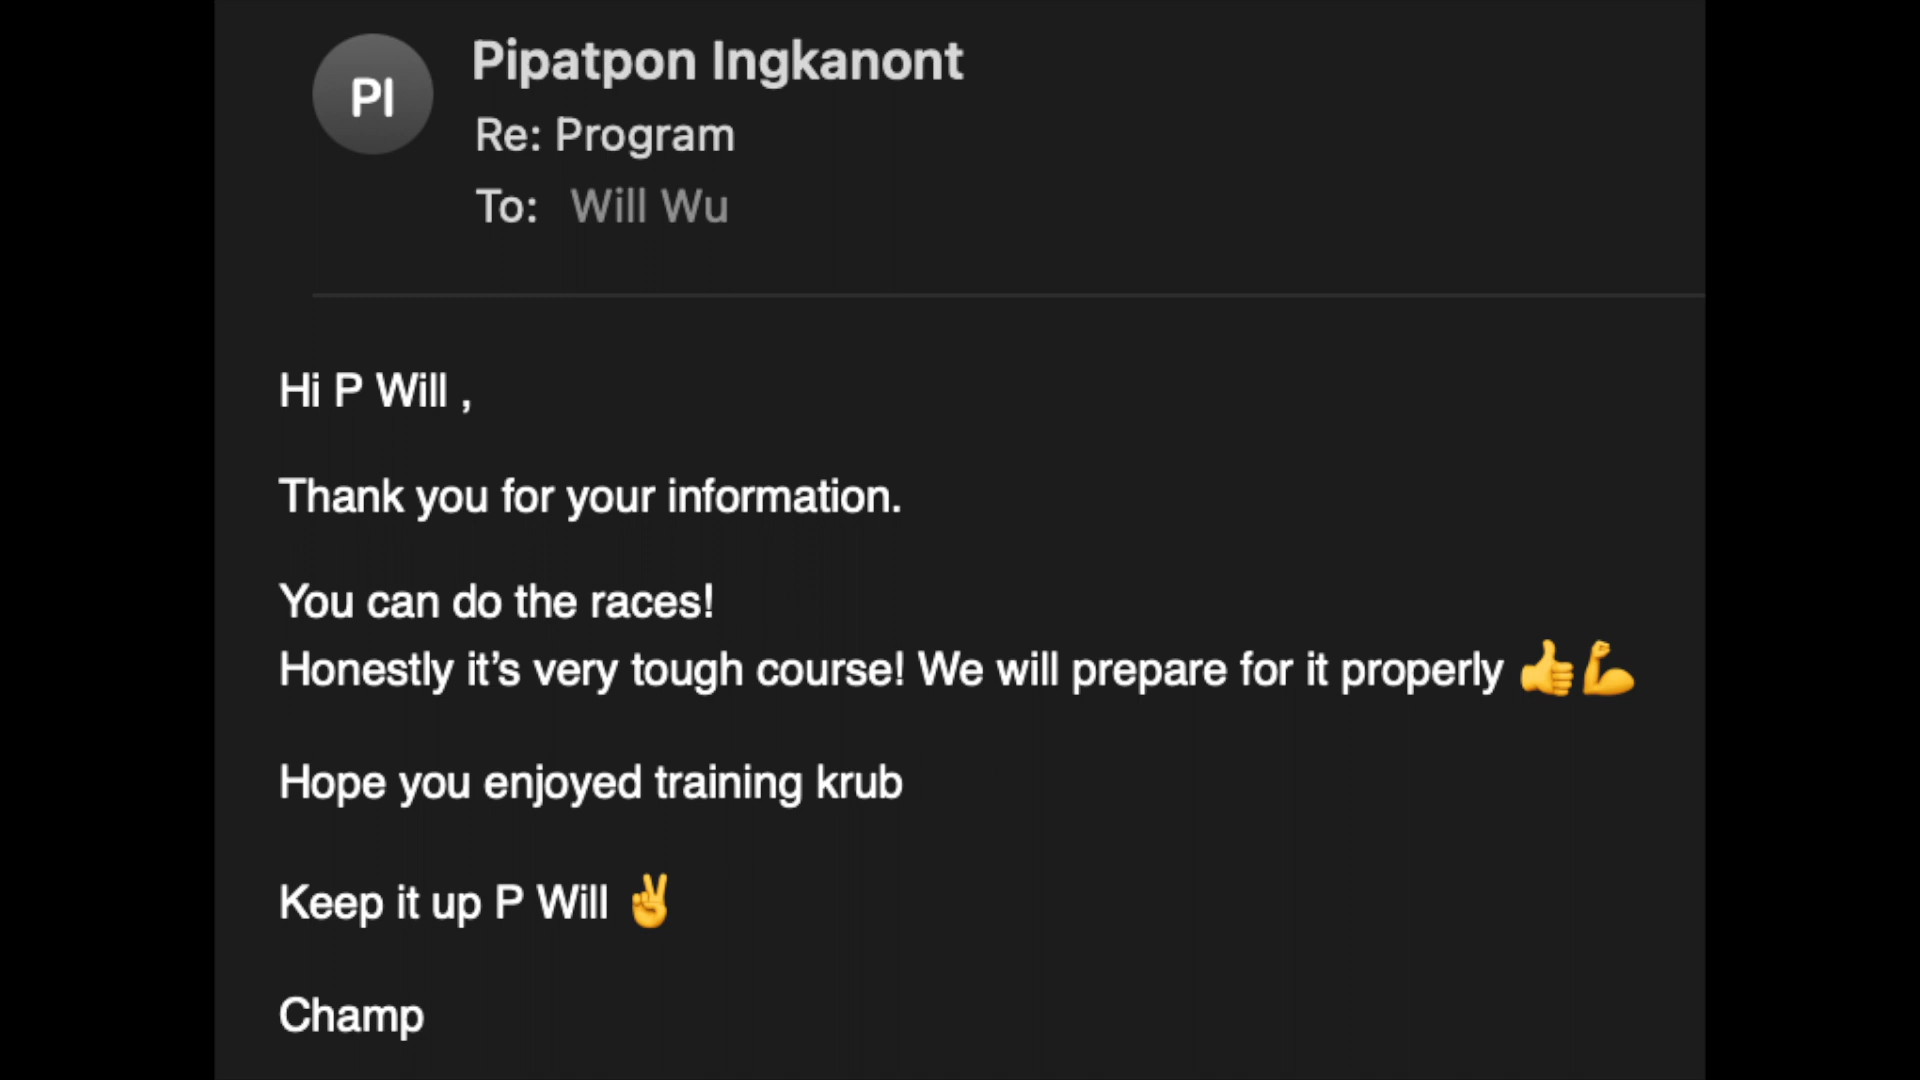 PI
Pipatpon Ingkanont
Re: Program
To: Will Wu
Hi P Will ,
Thank you for your information.
You can do the races!
Honestly it’s very tough course! We will prepare for it properly 👍💪
Hope you enjoyed training krub
Keep it up P Will ✌️
Champ